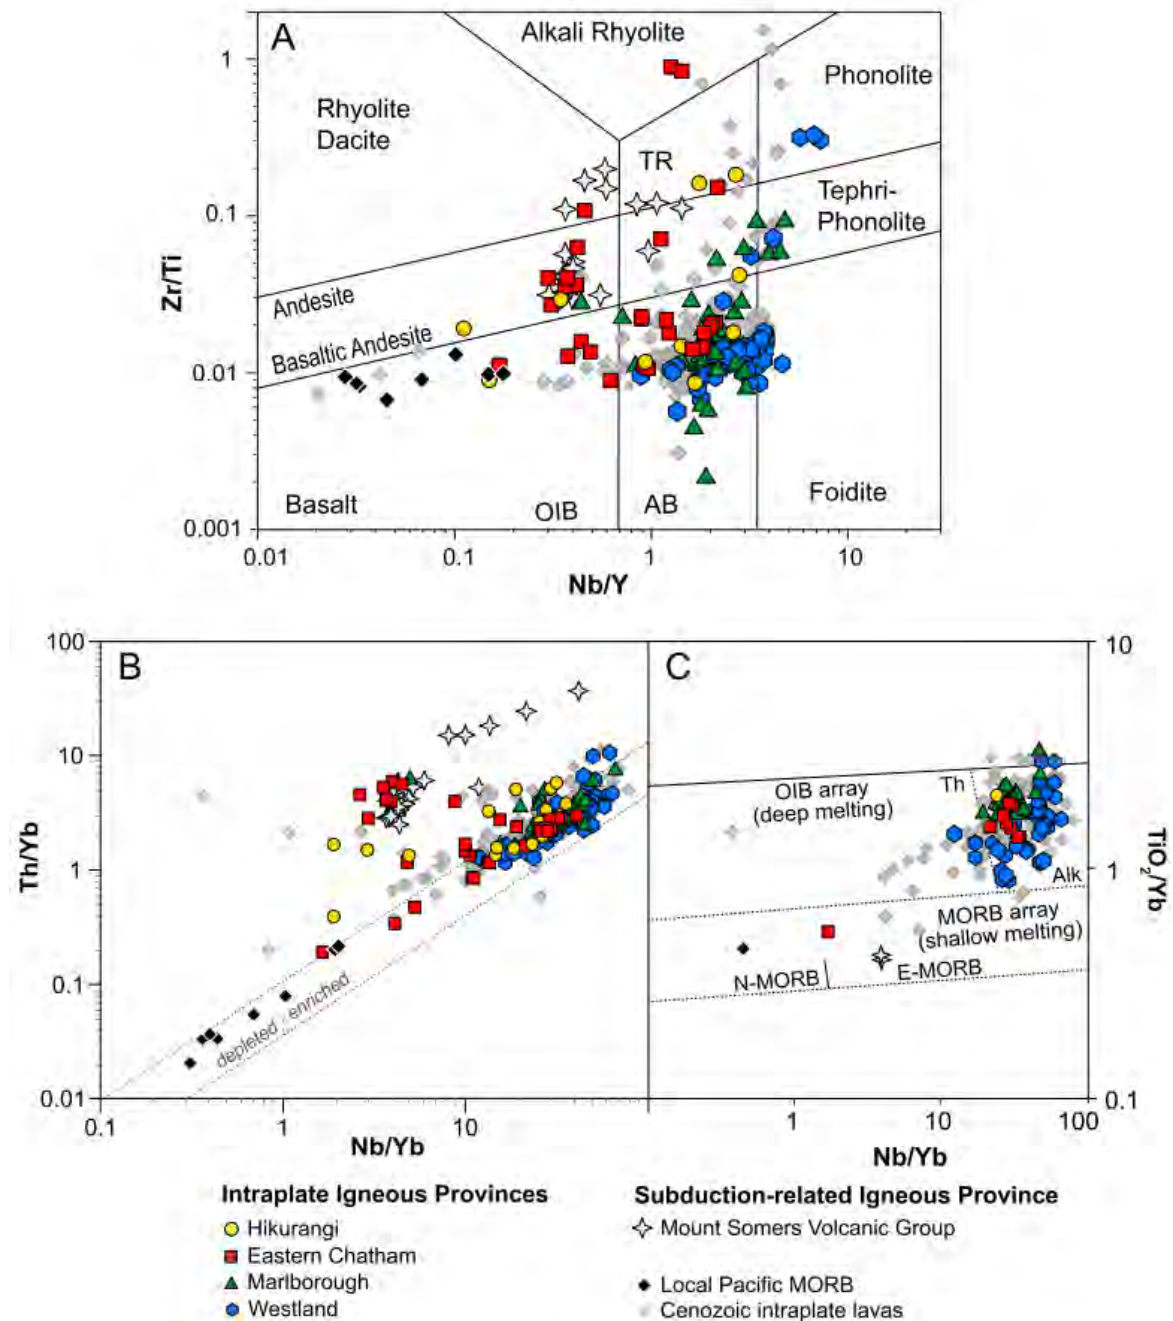 A
Alkali Rhyolite
Phonolite
Rhyolite
Dacite
TR
Tephri-
Phonolite
Andesite
Basaltic Andesite
Basalt
OIB
AB
Foidite
Zr/Ti
1
0.1
0.01
0.001
0.01
0.1
1
10
Nb/Y
B
100
10
1
0.1
0.01
Th/Yb
depleted
enriched
0.1
1
10
Nb/Yb
C
OIB array
(deep melting)
Th
Alk
MORB array
(shallow melting)
N-MORB
E-MORB
10
1
0.1
TiO2/Yb
1
10
100
Nb/Yb
Intraplate Igneous Provinces
Hikurangi
Eastern Chatham
Marlborough
Westland
Subduction-related Igneous Province
Mount Somers Volcanic Group
Local Pacific MORB
Cenozoic intraplate lavas